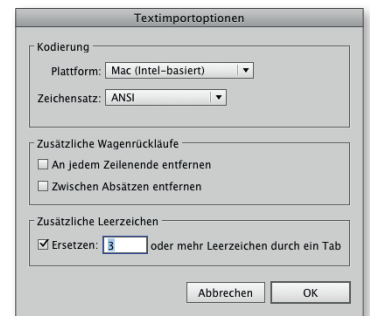 Textimportoptionen
Kodierung
Plattform: Mac (Intel-basiert)
Zeichensatz: ANSI
Zusätzliche Wagenrückläufe
An jedem Zeilenende entfernen
Zwischen Absätzen entfernen
Zusätzliche Leerzeichen
Ersetzen: 3 oder mehr Leerzeichen durch ein Tab
Abbrechen OK